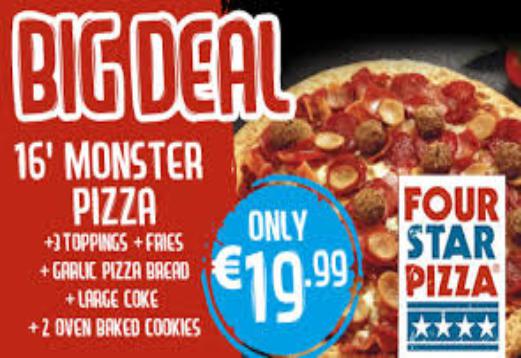 BIG DEAL
16' MONSTER
PIZZA
+3 TOPPINGS + FRIES
+ GARLIC PIZZA BREAD
+ LARGE COKE
+ 2 OVEN BAKED COOKIES
ONLY
€19.99
FOUR
STAR
PIZZA®